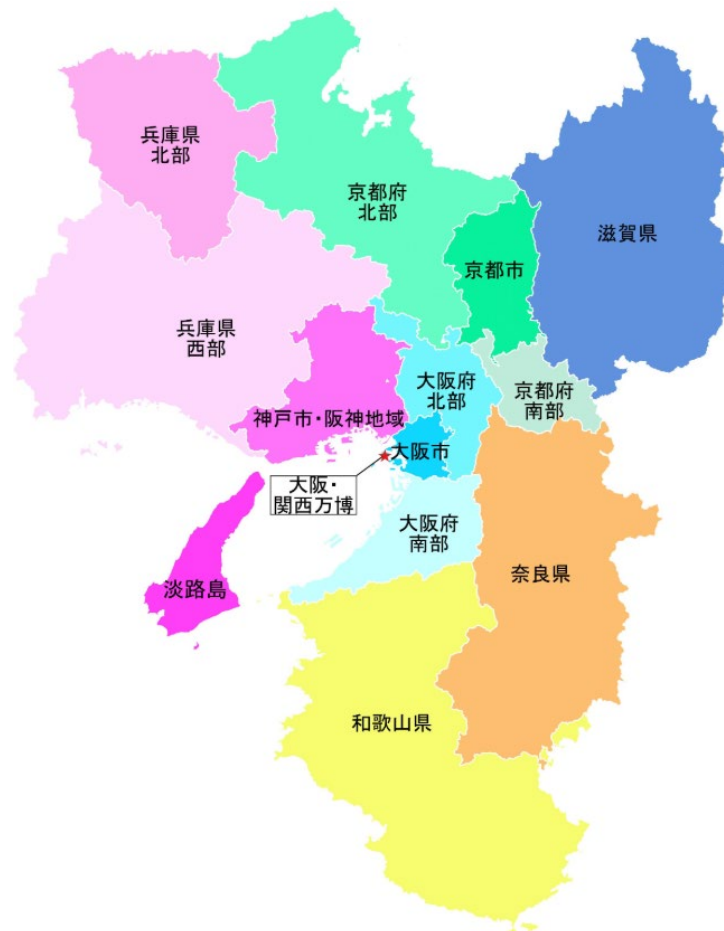 兵庫県
北部
京都府
北部
滋賀県
京都市
兵庫県
西部
大阪府
北部
京都府
南部
神戸市・阪神地域
大阪市
大阪・
関西万博
大阪府
南部
奈良県
淡路島
和歌山県